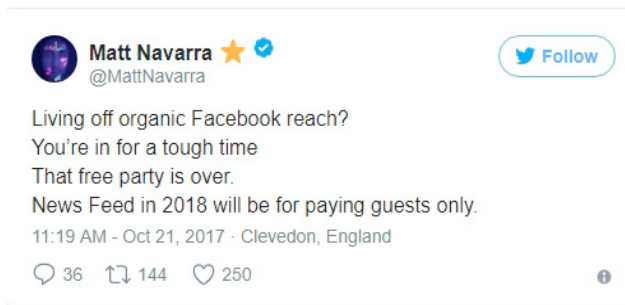 Matt Navarra ⭐
Follow
@MattNavarra
Living off organic Facebook reach?
You're in for a tough time
That free party is over.
News Feed in 2018 will be for paying guests only.
11:19 AM - Oct 21, 2017 · Clevedon, England
36 144 250